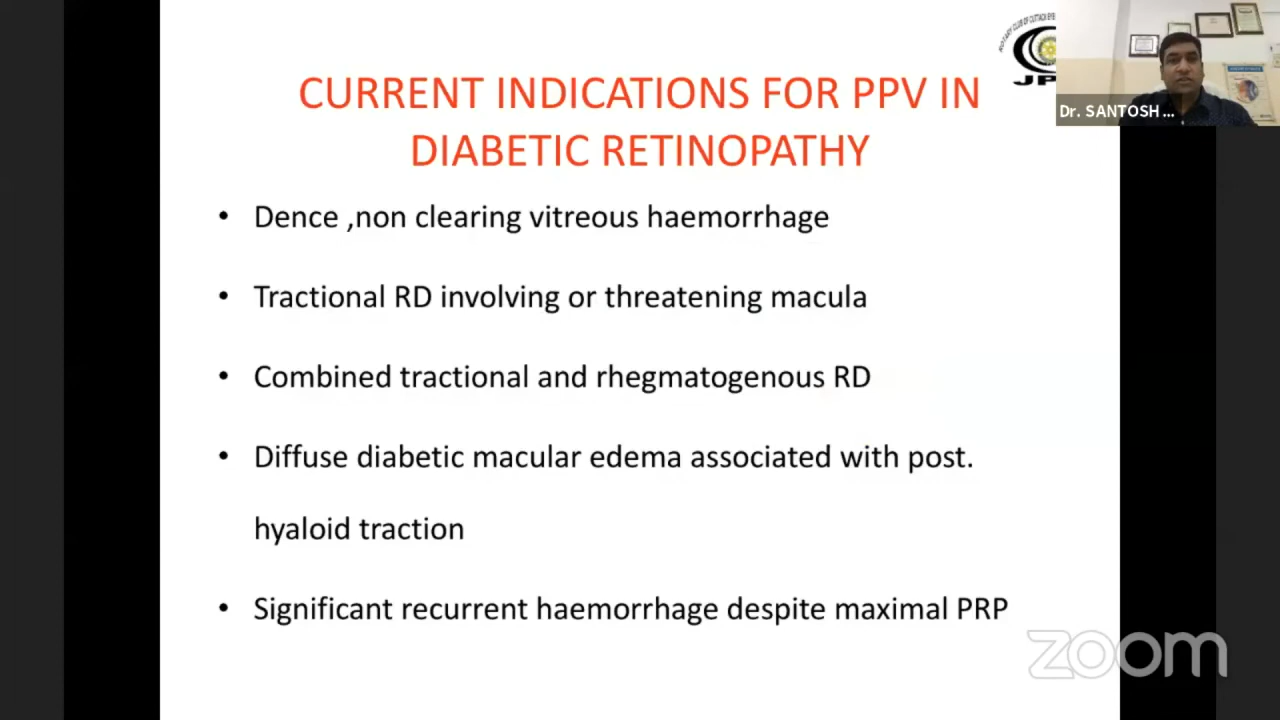 CURRENT INDICATIONS FOR PPV IN
DIABETIC RETINOPATHY
• Dence ,non clearing vitreous haemorrhage
• Tractional RD involving or threatening macula
• Combined tractional and rhegmatogenous RD
• Diffuse diabetic macular edema associated with post.
hyaloid traction
• Significant recurrent haemorrhage despite maximal PRP
Dr. SANTOSH ...
zoom